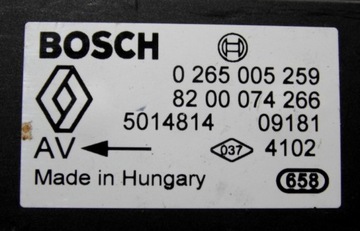 BOSCH
0 265 005 259
82 00 074 266
5014814 09181
AV 037 4102
Made in Hungary 658